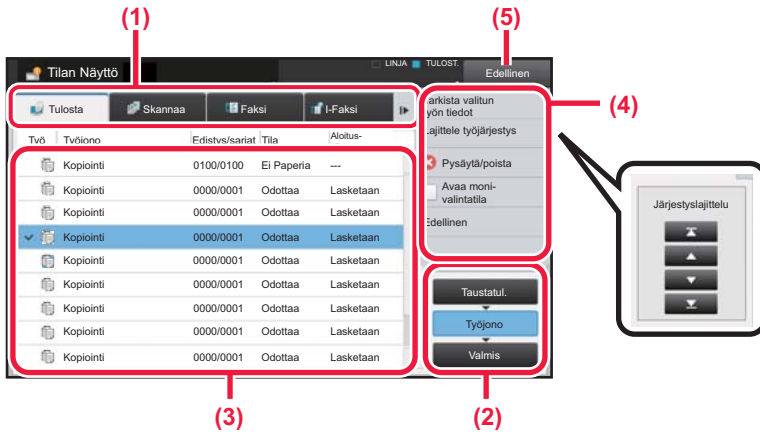 (1)
(5)
Tilan Näyttö
LINJA
TULOST.
Edellinen
(4)
Tulosta
Skannaa
Faksi
I-Faksi
Työ Työjono Edistys/sarjat Tila Aloitus-
Kopiointi 0100/0100 Ei Paperia ---
Kopiointi 0000/0001 Odottaa Lasketaan
Kopiointi 0000/0001 Odottaa Lasketaan
Kopiointi 0000/0001 Odottaa Lasketaan
Kopiointi 0000/0001 Odottaa Lasketaan
Kopiointi 0000/0001 Odottaa Lasketaan
Kopiointi 0000/0001 Odottaa Lasketaan
Kopiointi 0000/0001 Odottaa Lasketaan
Kopiointi 0000/0001 Odottaa Lasketaan
Tarkista valitun
työn tiedot
Lajittele työjärjestys
Pysäytä/poista
Avaa moni-
valintatila
Edellinen
Järjestyslajittelu
Taustatul.
Työjono
Valmis
(3)
(2)